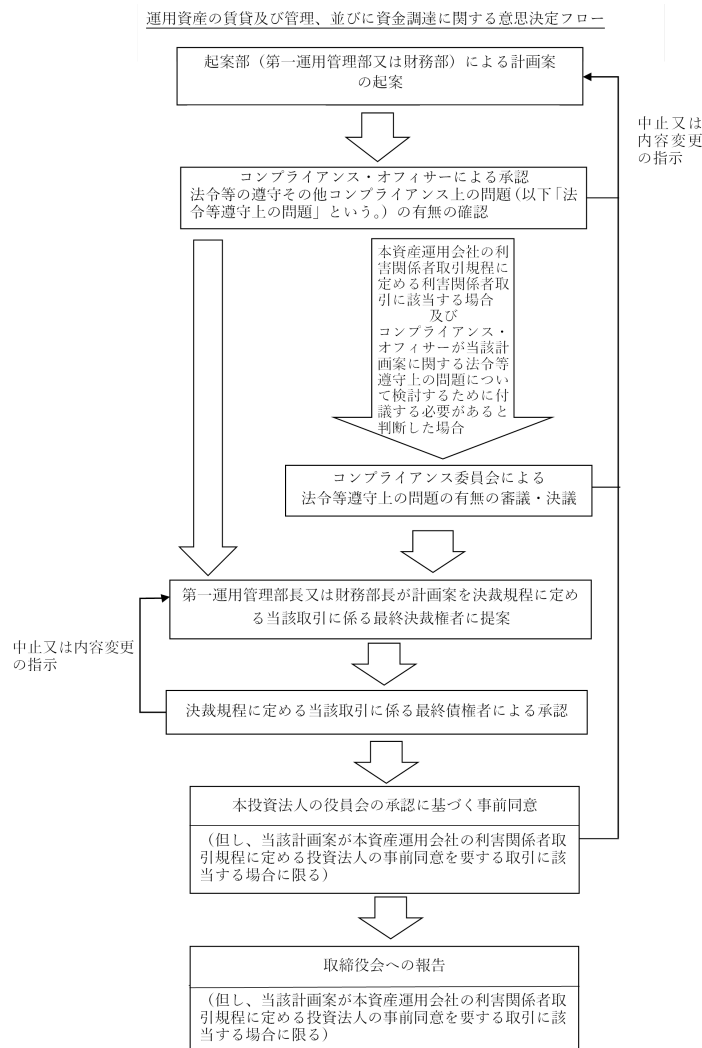 運用資産の賃貸及び管理、並びに資金調達に関する意思決定フロー
起案部（第一運用管理部又は財務部）による計画案
の起案
中止又は
内容変更
の指示
コンプライアンス・オフィサーによる承認
法令等の遵守その他コンプライアンス上の問題（以下「法
令等遵守上の問題」という。）の有無の確認
本資産運用会社の利
害関係者取引規程に
定める利害関係者取
引に該当する場合
及び
コンプライアンス・
オフィサーが当該計
画案に関する法令等
遵守上の問題につい
て検討するために付
議する必要があると
判断した場合
コンプライアンス委員会による
法令等遵守上の問題の有無の審議・決議
第一運用管理部長又は財務部長が計画案を決裁規程に定め
る当該取引に係る最終決裁権者に提案
中止又は内容変更
の指示
決裁規程に定める当該取引に係る最終債権者による承認
本投資法人の役員会の承認に基づく事前同意
（但し、当該計画案が本資産運用会社の利害関係者取
引規程に定める投資法人の事前同意を要する取引に該
当する場合に限る）
取締役会への報告
（但し、当該計画案が本資産運用会社の利害関係者取
引規程に定める投資法人の事前同意を要する取引に該
当する場合に限る）